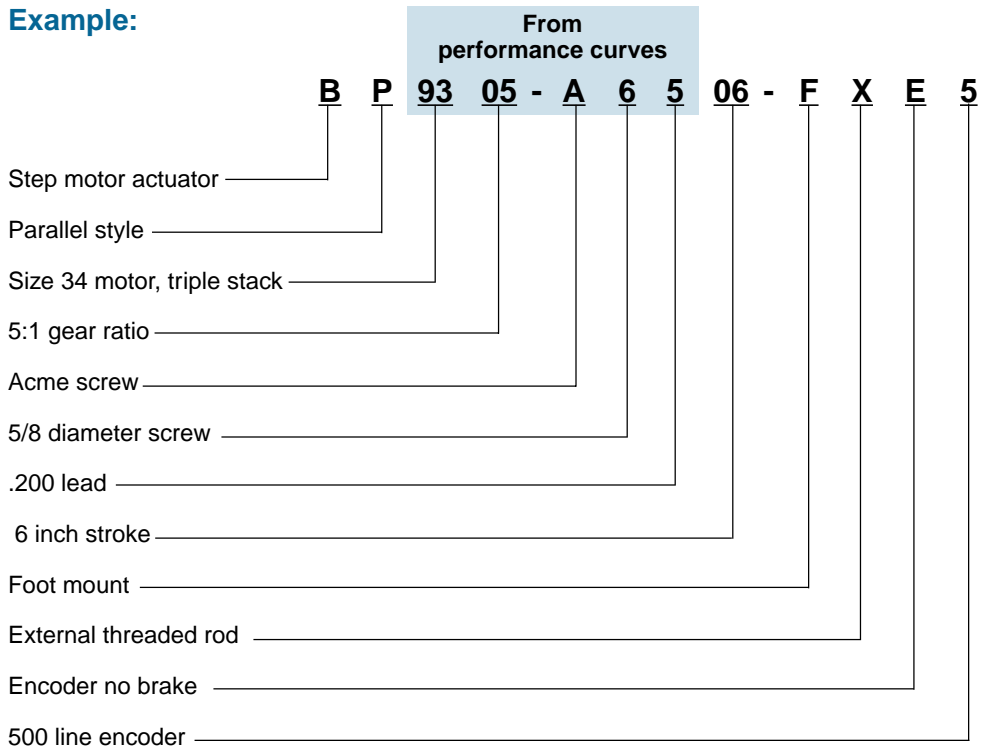 Example:
From
performance curves
B P 93 05 - A 6 5 06 - F X E 5
Step motor actuator
Parallel style
Size 34 motor, triple stack
5:1 gear ratio
Acme screw
5/8 diameter screw
.200 lead
6 inch stroke
Foot mount
External threaded rod
Encoder no brake
500 line encoder